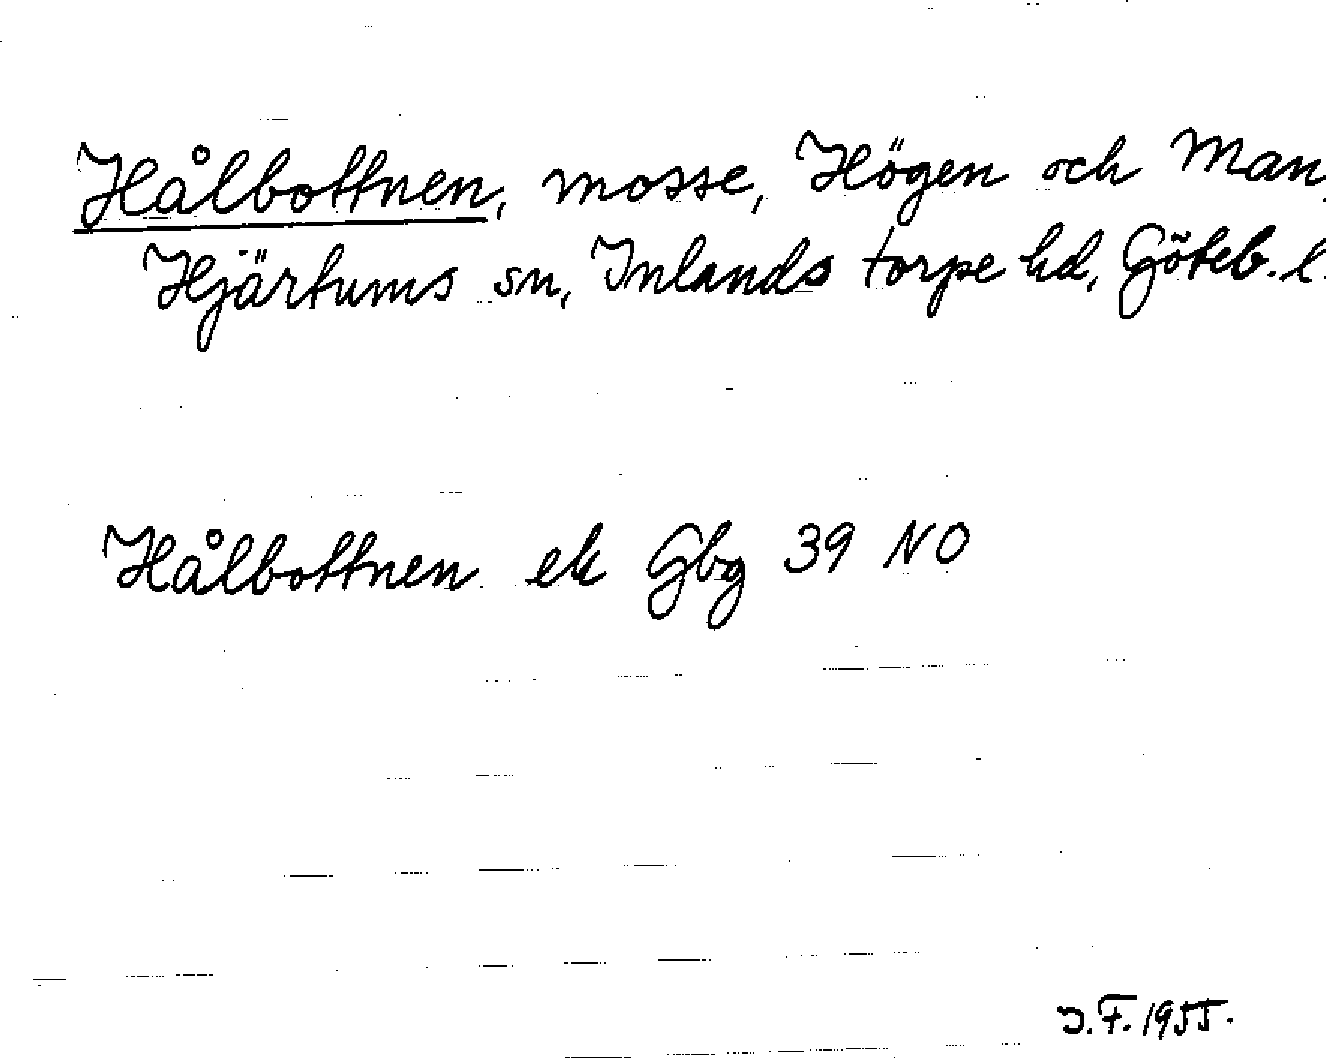 Hålbottnen, mosse, Högen och Man,
Hjärtums sn, Inlands torpe hd, Göteb. l.
Hålbottnen ek Gbg 39 NO
J.F. 1955.